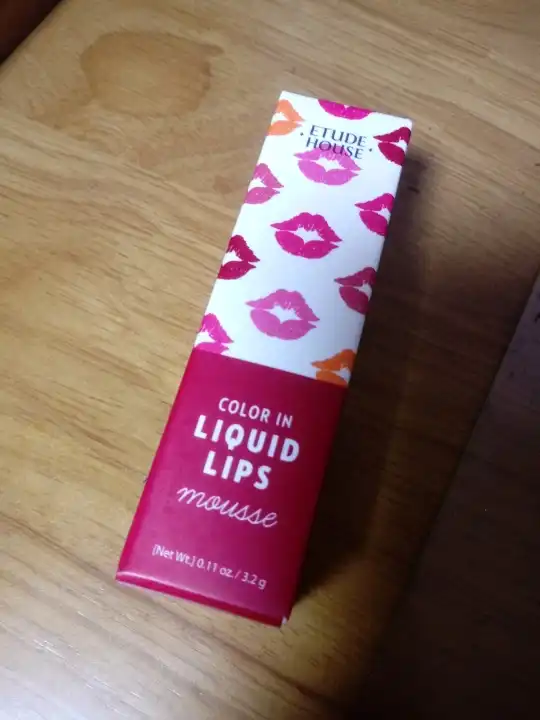 ETUDE
HOUSE
COLOR IN
LIQUID
LIPS
mousse
[Net Wt.] 0.11 oz. / 3.2 g